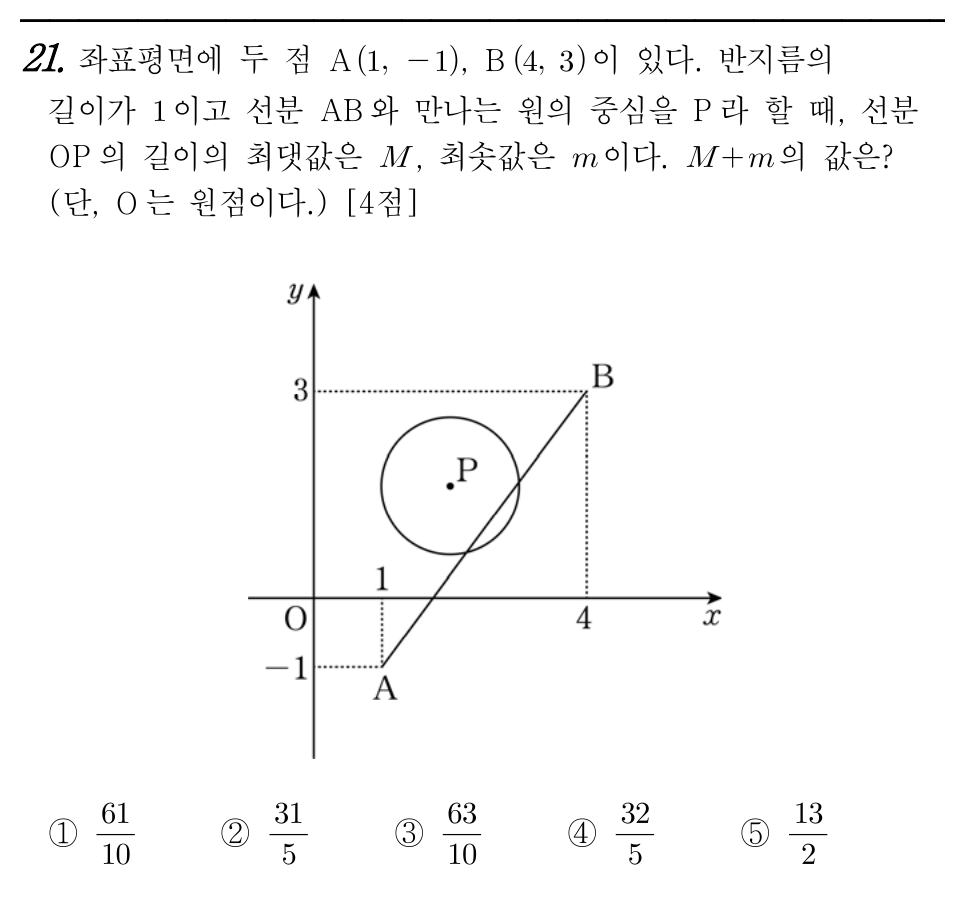 21. 좌표평면에 두 점 A(1, −1), B(4, 3)이 있다. 반지름의
길이가 1이고 선분 AB와 만나는 원의 중심을 P라 할 때, 선분
OP의 길이의 최댓값은 M, 최솟값은 m이다. M+m의 값은?
(단, O는 원점이다.) [4점]
y
3
B
P
1
O
4
x
−1
A
① 61/10 ② 31/5 ③ 63/10 ④ 32/5 ⑤ 13/2